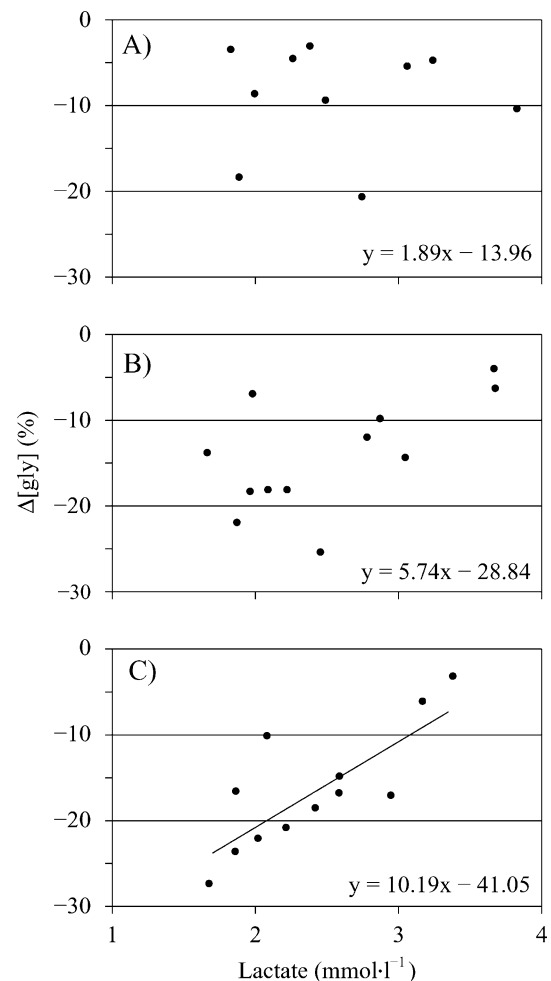 0
A)
−10
−20
y = 1.89x − 13.96
−30
0
B)
−10
Δ[gly] (%)
−20
y = 5.74x − 28.84
−30
0
C)
−10
−20
y = 10.19x − 41.05
−30
1 2 3 4
Lactate (mmol·l⁻¹)